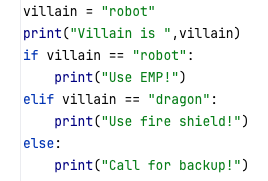 villain = "robot"
print("Villain is ",villain)
if villain == "robot":
    print("Use EMP!")
elif villain == "dragon":
    print("Use fire shield!")
else:
    print("Call for backup!")